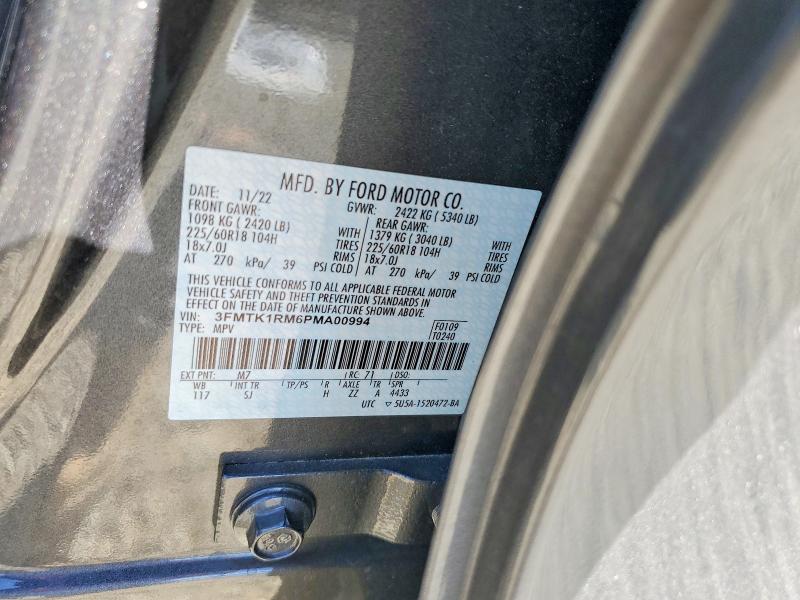 MFD. BY FORD MOTOR CO.
DATE: 11/22 GVWR: 2422 KG ( 5340 LB)
FRONT GAWR: REAR GAWR:
1098 KG ( 2420 LB) WITH 1379 KG ( 3040 LB) WITH
225/60R18 104H TIRES 225/60R18 104H TIRES
18x7.0J RIMS 18x7.0J RIMS
AT 270 kPa/ 39 PSI COLD AT 270 kPa/ 39 PSI COLD
THIS VEHICLE CONFORMS TO ALL APPLICABLE FEDERAL MOTOR
VEHICLE SAFETY AND THEFT PREVENTION STANDARDS IN
EFFECT ON THE DATE OF MANUFACTURE SHOWN ABOVE.
VIN: 3FMTK1RM6PMA00994
TYPE: MPV
F0109
T0240
EXT PNT: M7 RC: 71 DSO:
WB INT TR TP/PS R AXLE TR SPR
117 SJ H ZZ A 4433
UTC ▽ 5U5A-1520472-BA